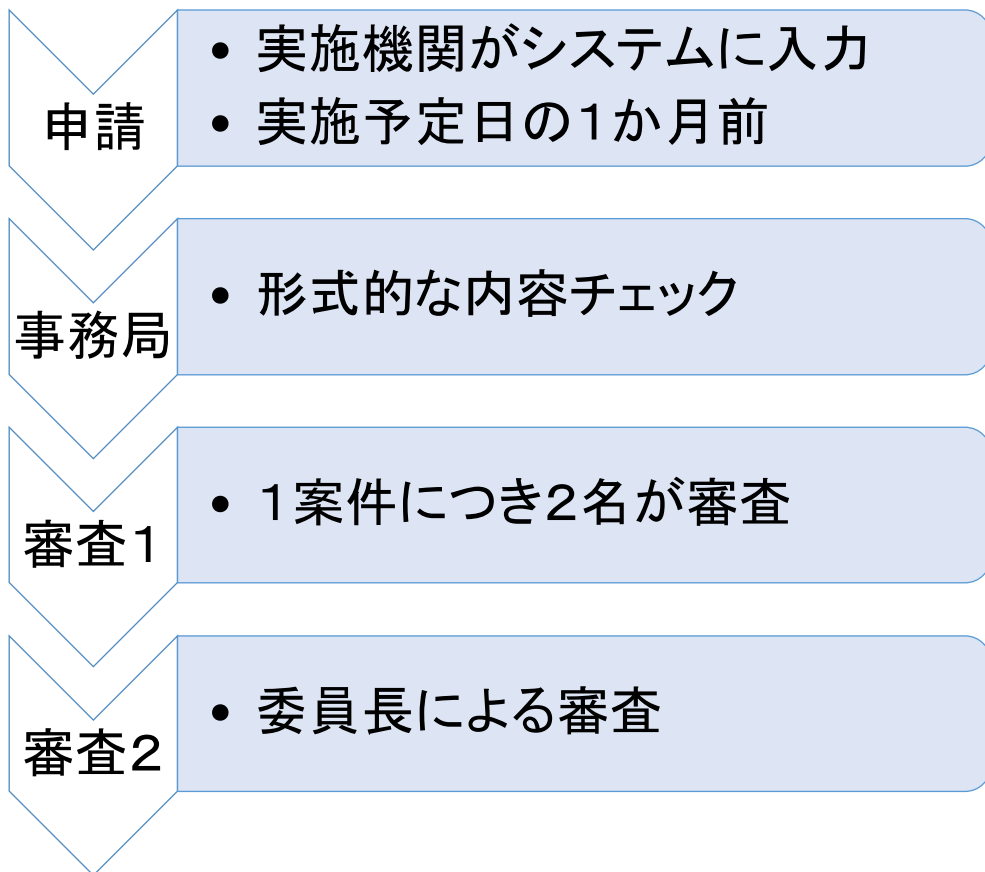 申請
• 実施機関がシステムに入力
• 実施予定日の１か月前
事務局
• 形式的な内容チェック
審査１
• １案件につき２名が審査
審査２
• 委員長による審査